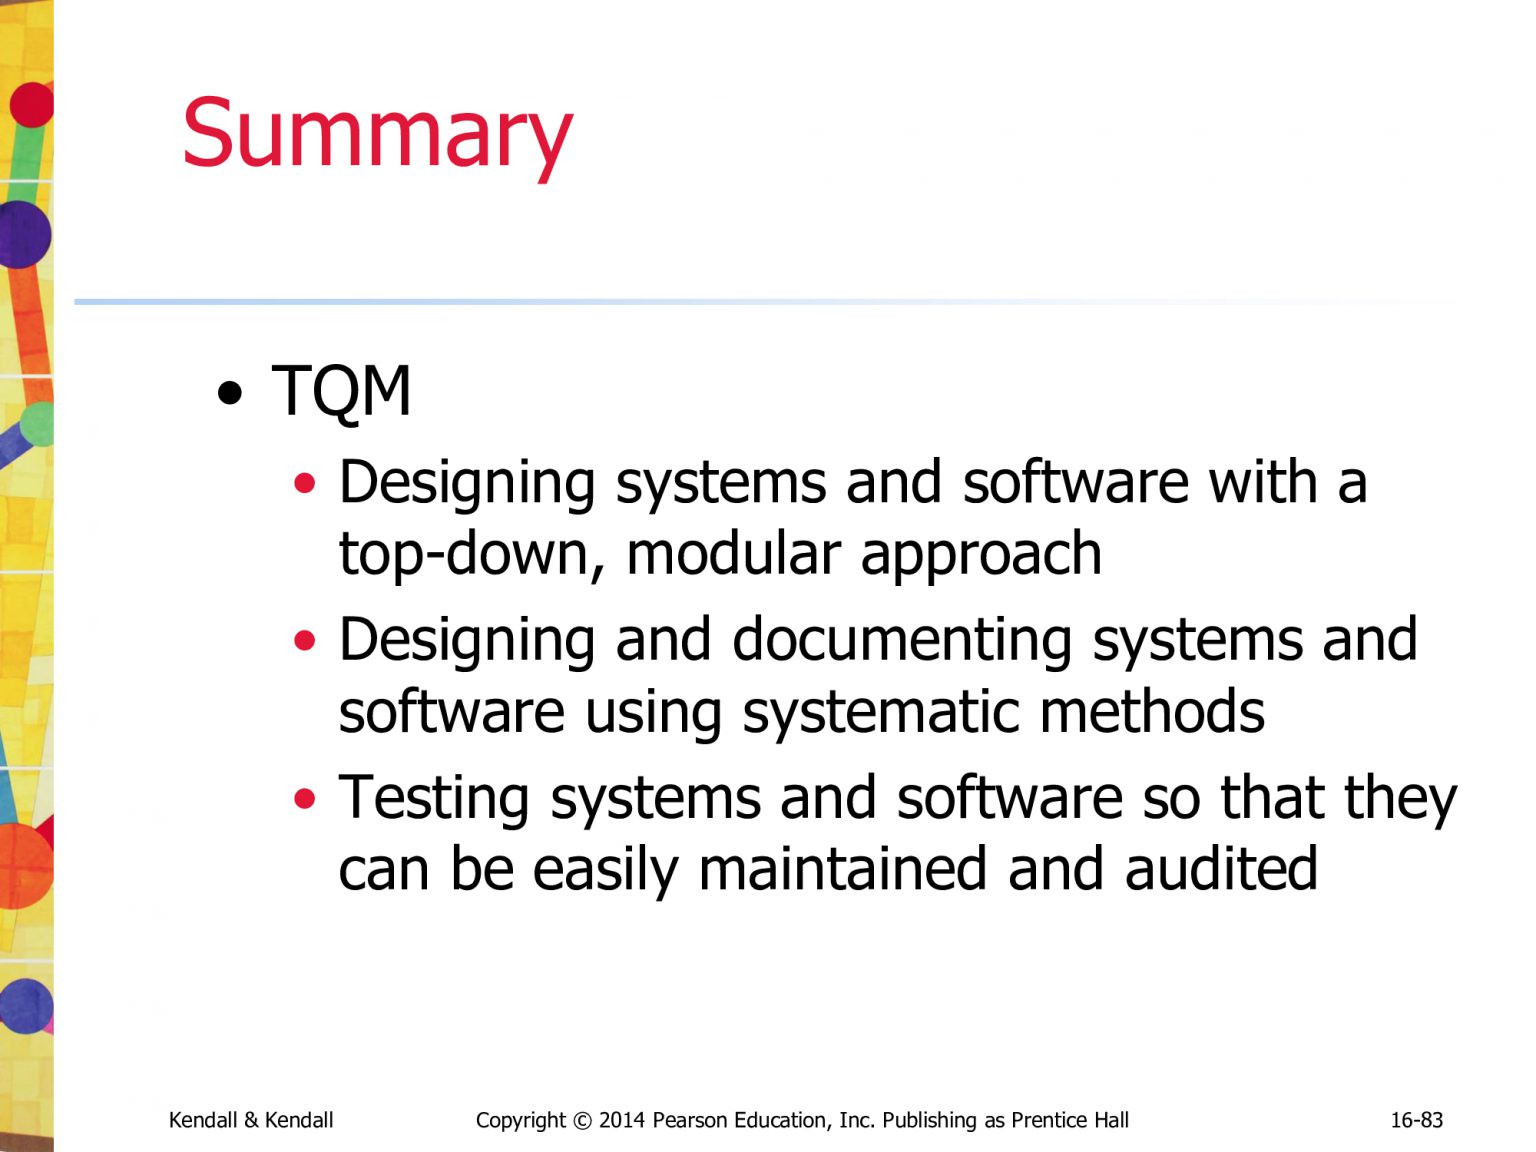 Summary
• TQM
• Designing systems and software with a
top-down, modular approach
• Designing and documenting systems and
software using systematic methods
• Testing systems and software so that they
can be easily maintained and audited
Kendall & Kendall Copyright © 2014 Pearson Education, Inc. Publishing as Prentice Hall 16-83